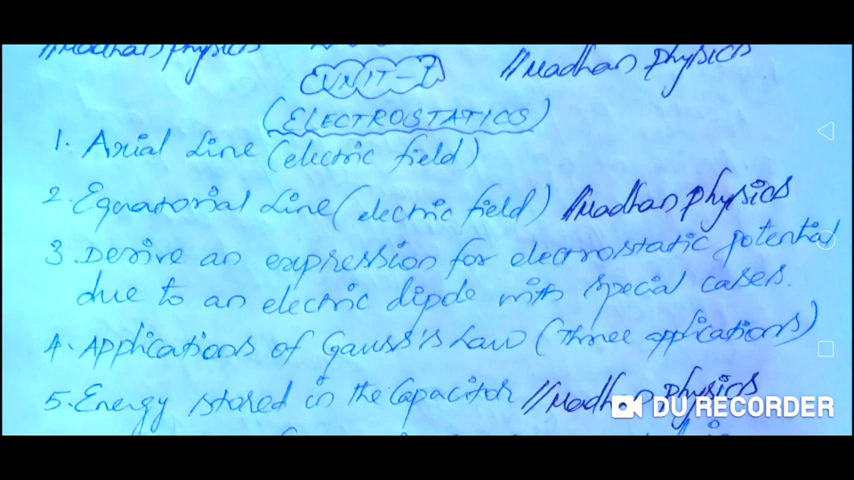 //Madhan physics
//Madhan physics
UNIT-1
(ELECTROSTATICS)
1. Axial Line (electric field)
2. Equatorial Line (electric field) //Madhan physics
3. Derive an expression for electrostatic potential
due to an electric dipole with special cases.
4. Applications of Gauss's Law (three applications)
5. Energy stored in the Capacitor //Madhan physics
DU RECORDER